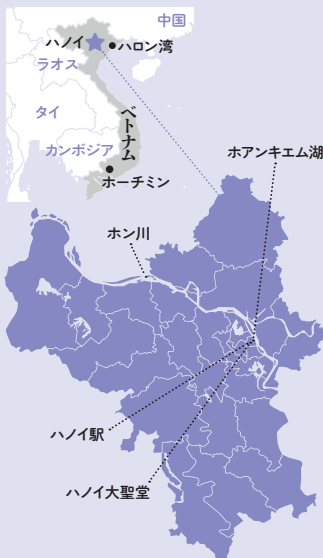 中国
ハノイ
ハロン湾
ラオス
タイ
ベトナム
カンボジア
ホーチミン
ホアンキエム湖
ホン川
ハノイ駅
ハノイ大聖堂